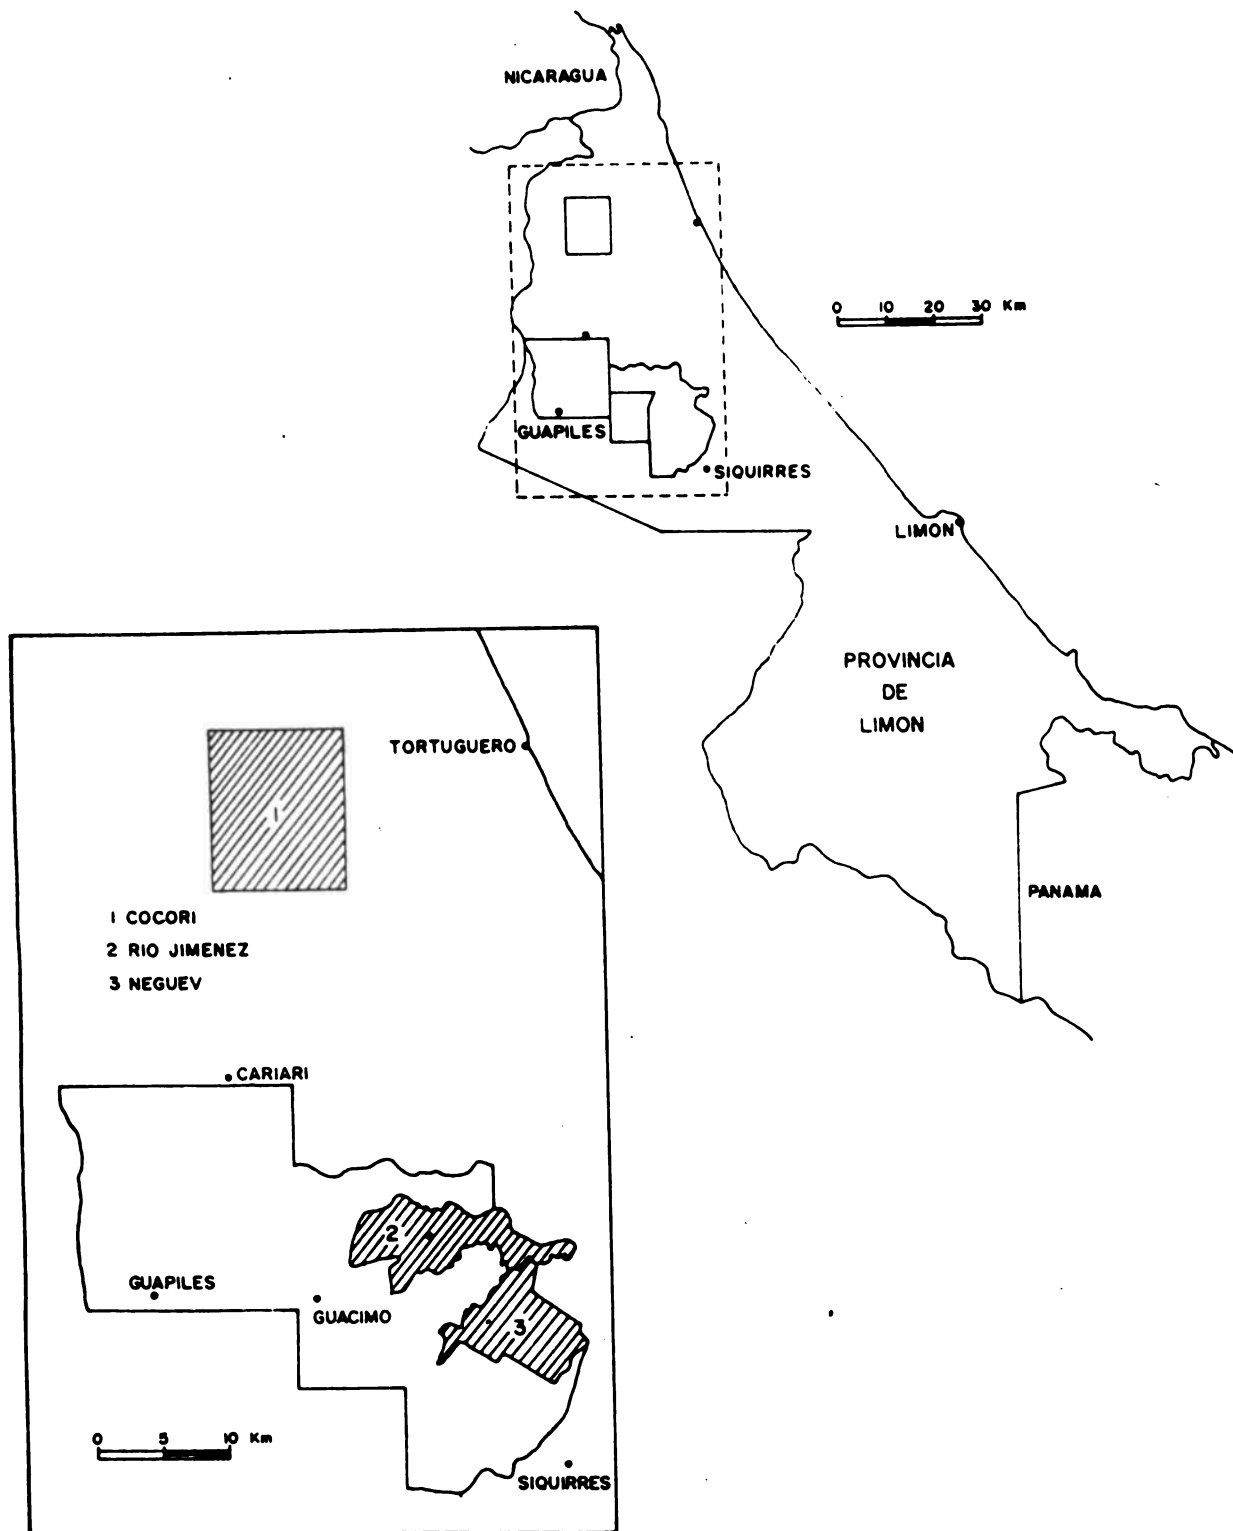 NICARAGUA
0 10 20 30 Km
GUAPILES
SIQUIRRES
LIMON
PROVINCIA
DE
LIMON
PANAMA
TORTUGUERO
1
1 COCORI
2 RIO JIMENEZ
3 NEGUEV
CARIARI
2
GUAPILES
GUACIMO
3
0 5 10 Km
SIQUIRRES